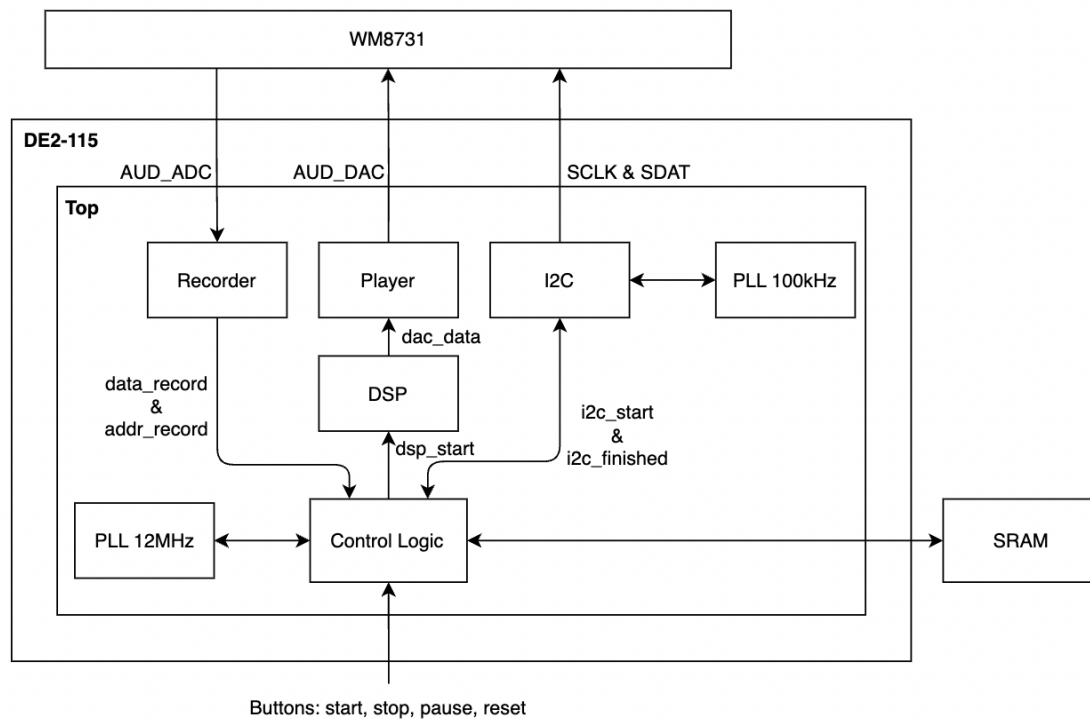 WM8731
DE2-115
AUD_ADC
AUD_DAC
SCLK & SDAT
Top
Recorder
Player
I2C
PLL 100kHz
dac_data
data_record
&
addr_record
DSP
i2c_start
&
i2c_finished
dsp_start
PLL 12MHz
Control Logic
SRAM
Buttons: start, stop, pause, reset